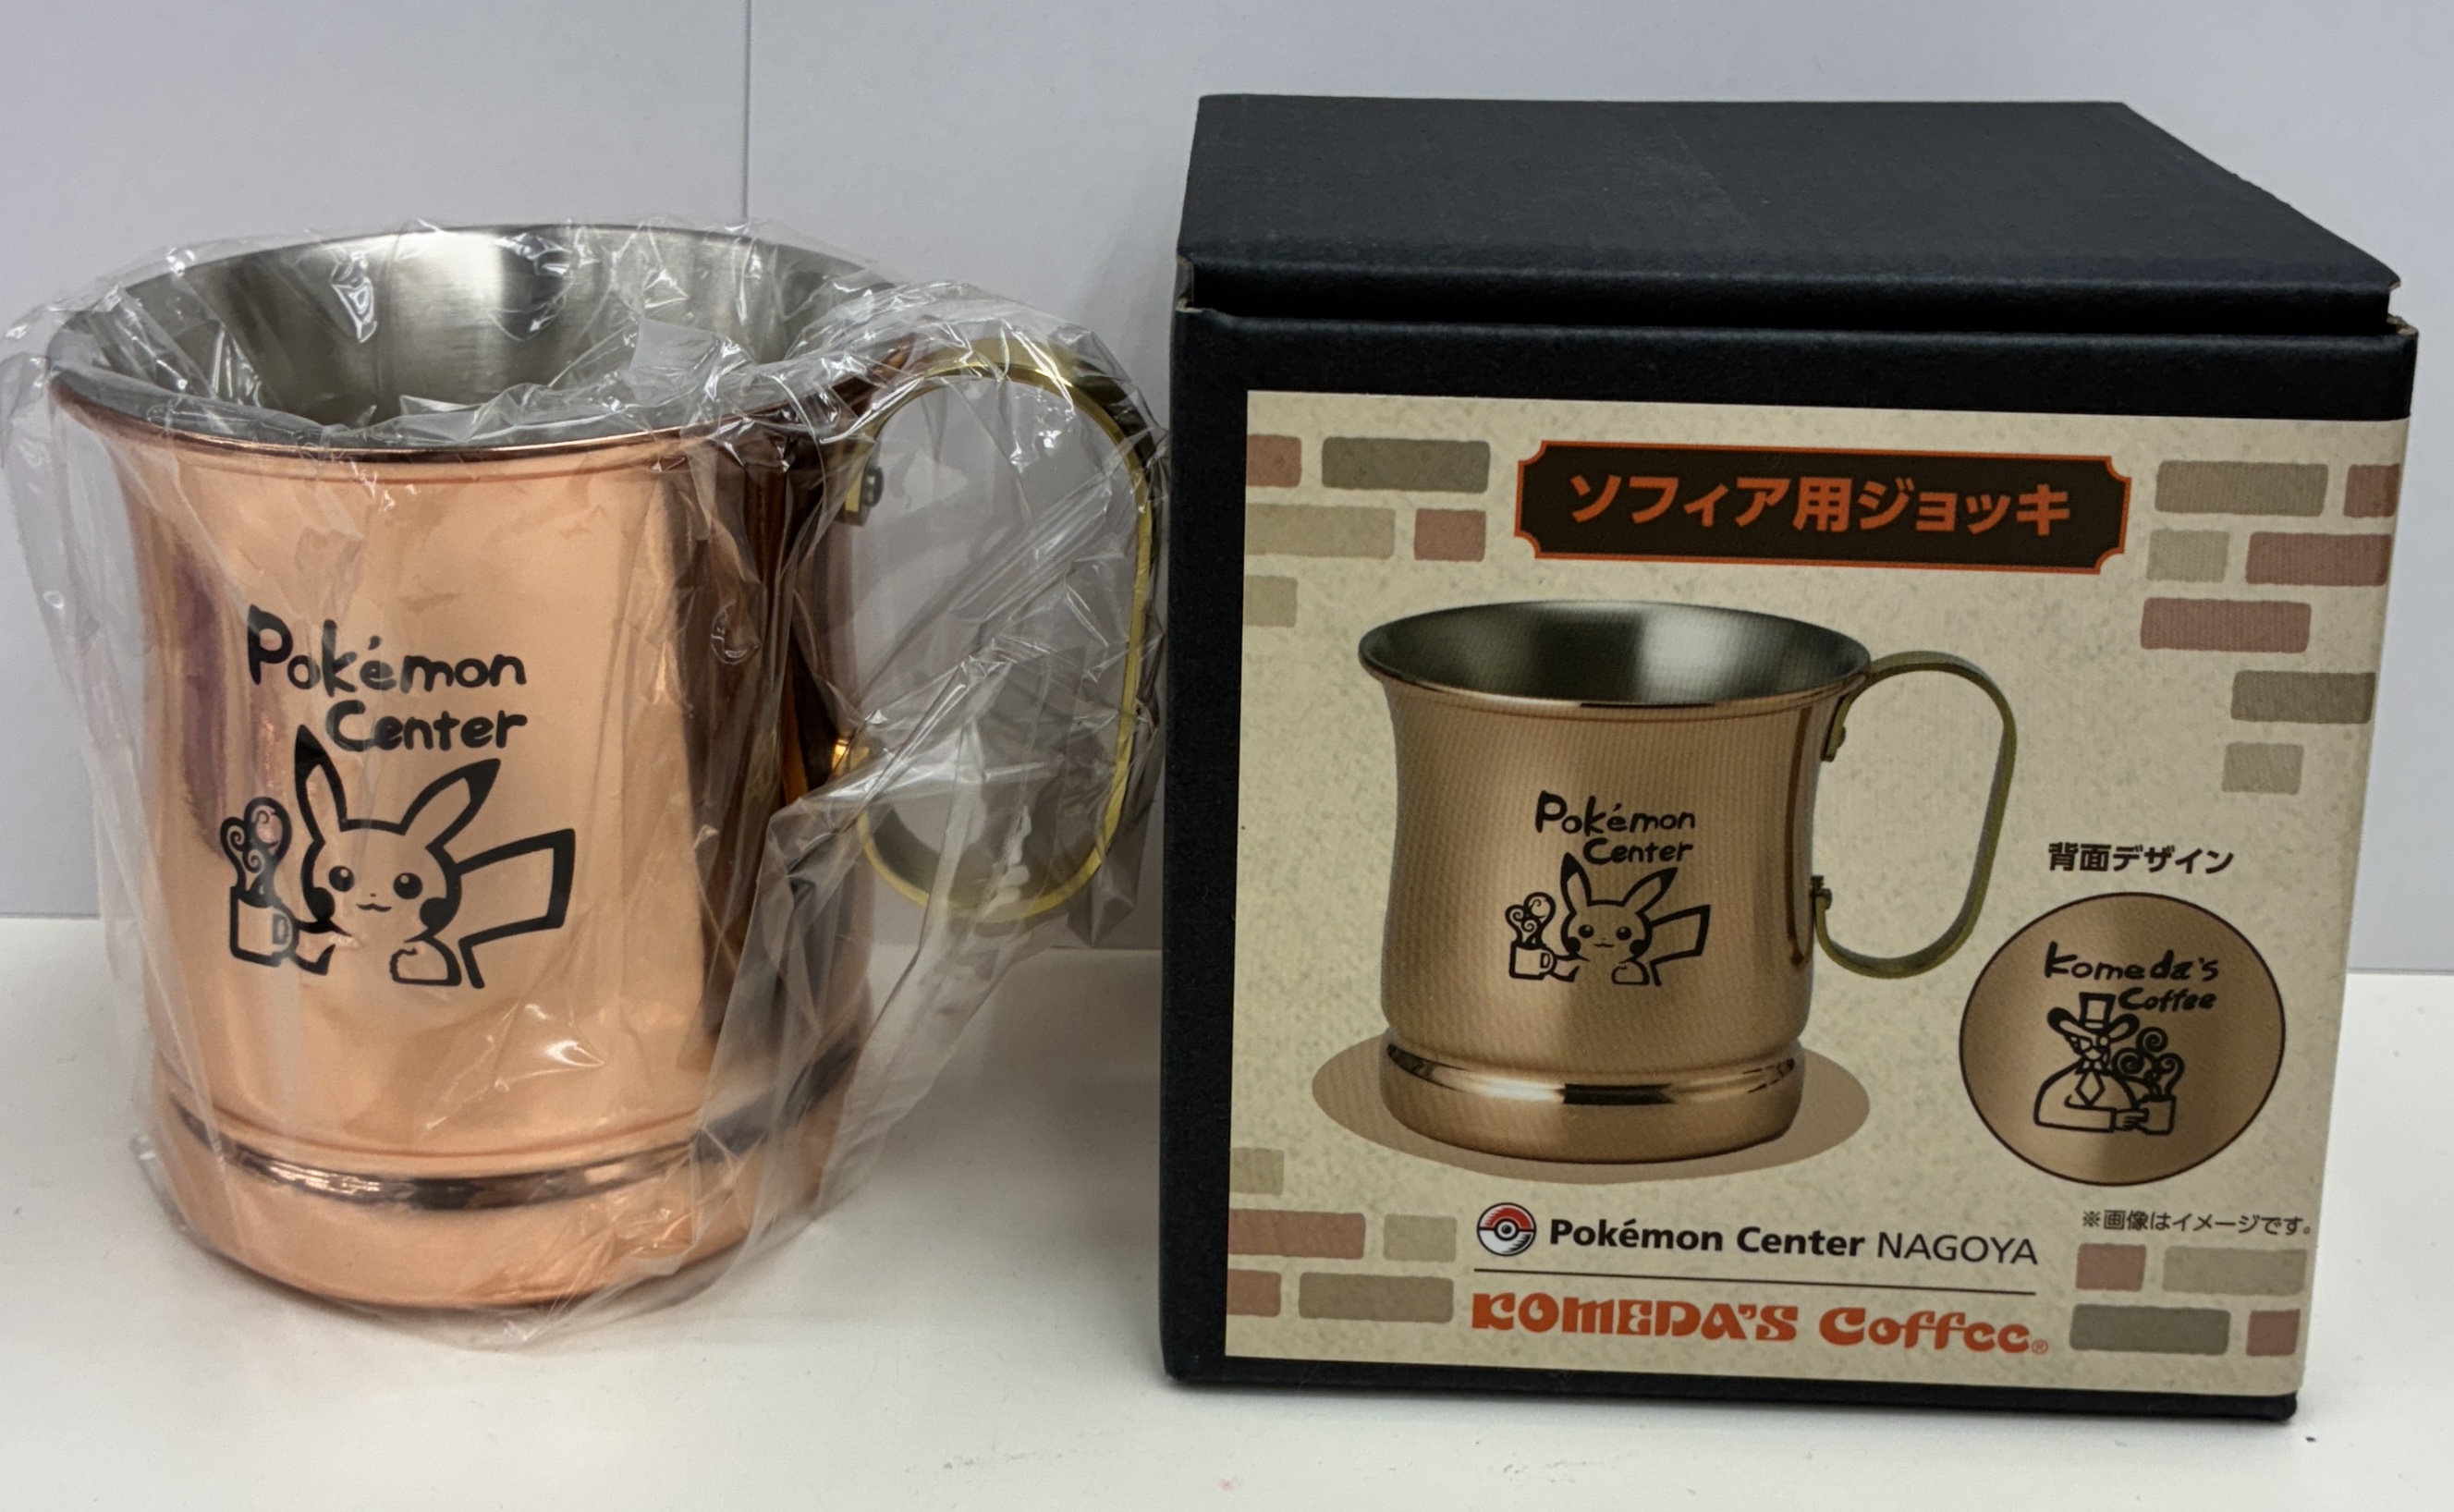 Pokémon
Center
ソフィア用ジョッキ
Pokémon
Center
背面デザイン
Komeda's
Coffee
※画像はイメージです。
Pokémon Center NAGOYA
KOMEDA'S Coffee®